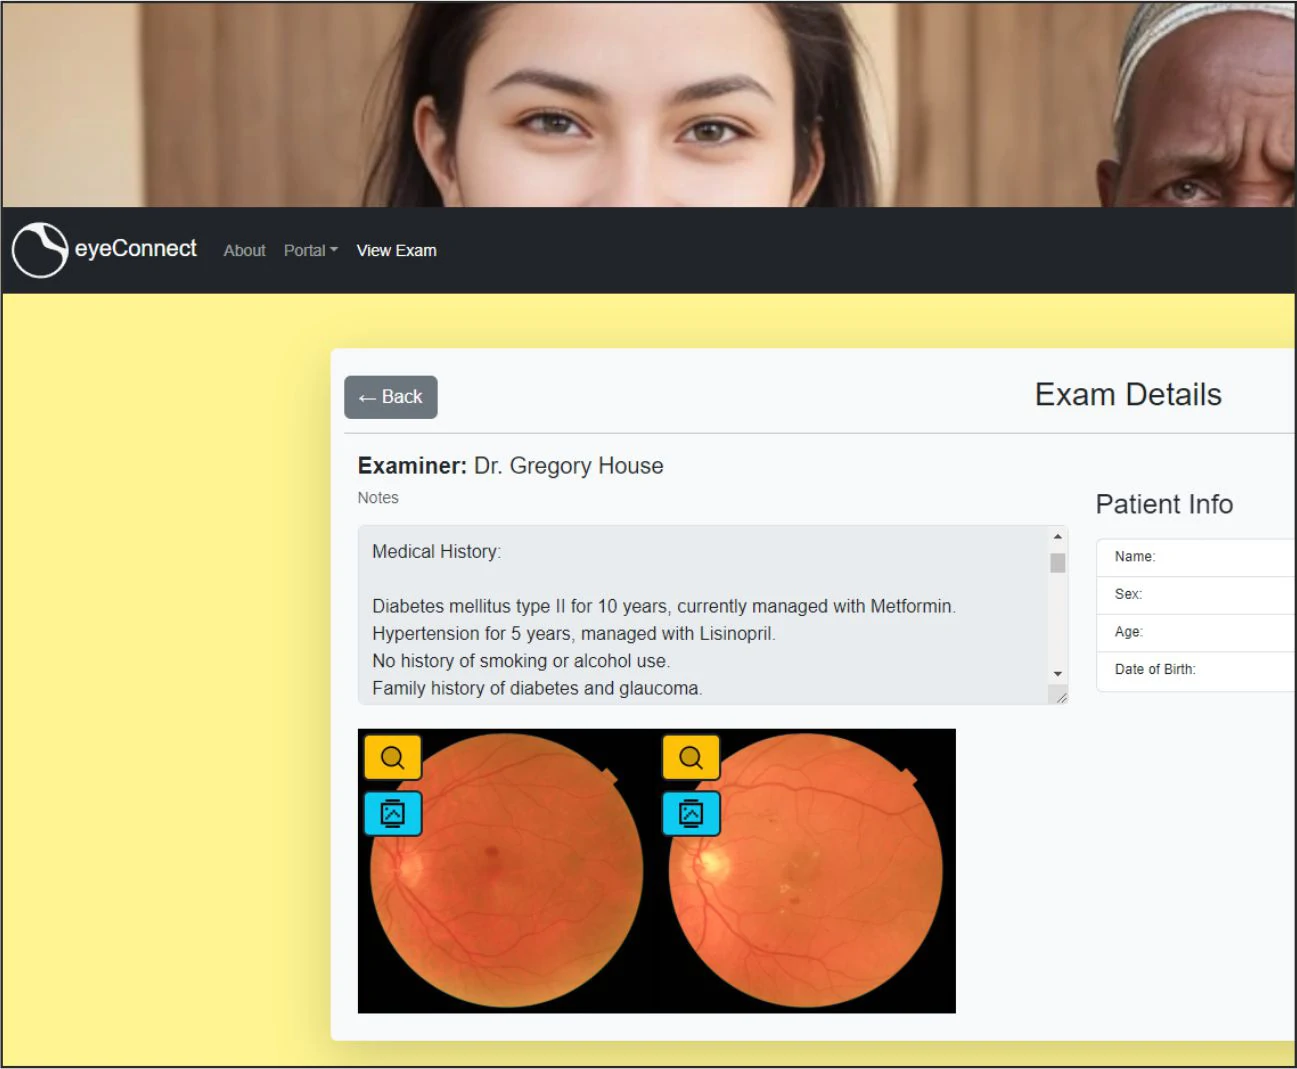 eyeConnect About Portal View Exam
← Back
Exam Details
Examiner: Dr. Gregory House
Notes
Medical History:
Diabetes mellitus type II for 10 years, currently managed with Metformin.
Hypertension for 5 years, managed with Lisinopril.
No history of smoking or alcohol use.
Family history of diabetes and glaucoma.
Patient Info
Name:
Sex:
Age:
Date of Birth: